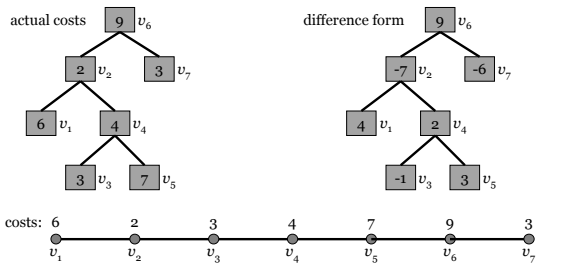 actual costs 9 v₆ difference form 9 v₆
2 v₂ 3 v₇ -7 v₂ -6 v₇
6 v₁ 4 v₄ 4 v₁ 2 v₄
3 v₃ 7 v₅ -1 v₃ 3 v₅
costs: 6 2 3 4 7 9 3
v₁ v₂ v₃ v₄ v₅ v₆ v₇